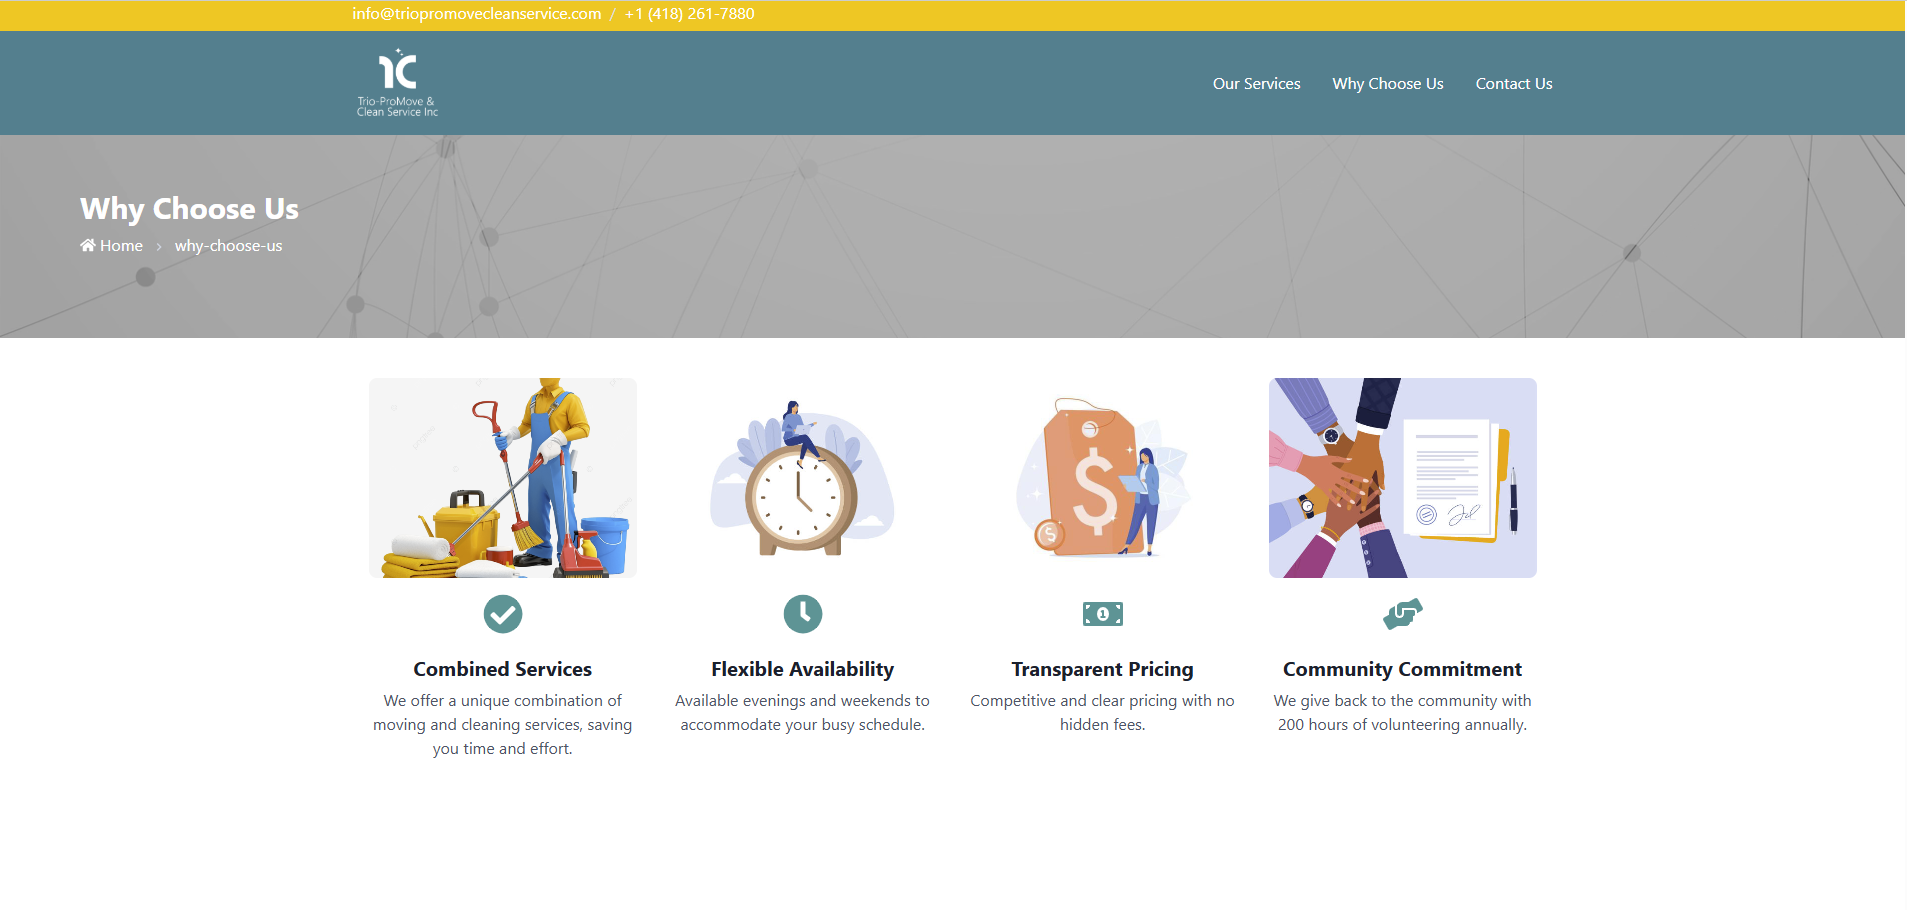 info@triopromovecleanservice.com / +1 (418) 261-7880
Trio-ProMove &
Clean Service Inc
Our Services
Why Choose Us
Contact Us
Why Choose Us
Home > why-choose-us
Combined Services
We offer a unique combination of
moving and cleaning services, saving
you time and effort.
Flexible Availability
Available evenings and weekends to
accommodate your busy schedule.
Transparent Pricing
Competitive and clear pricing with no
hidden fees.
Community Commitment
We give back to the community with
200 hours of volunteering annually.